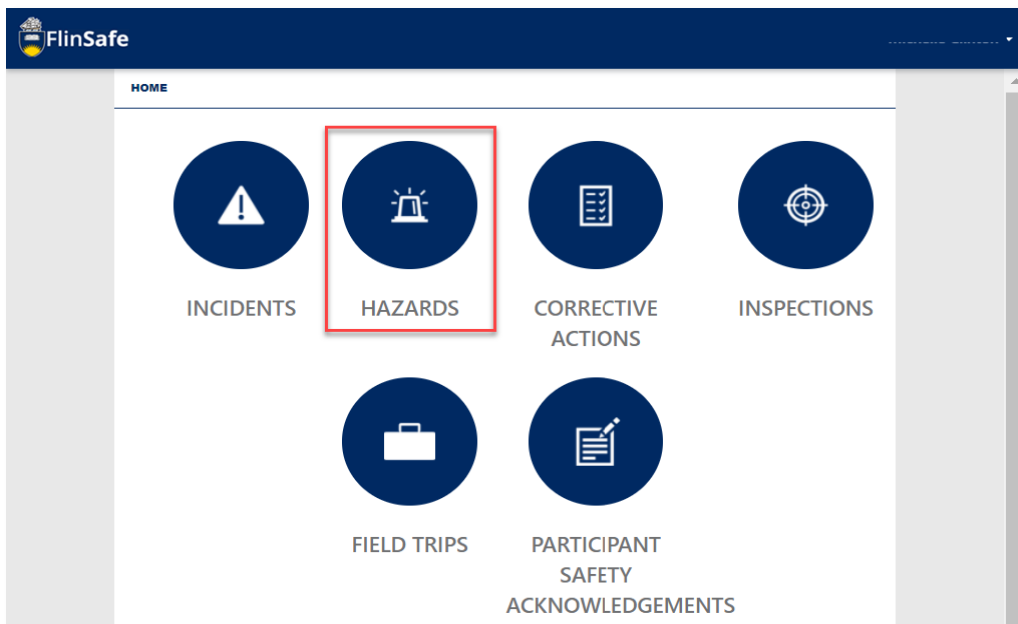 FlinSafe
HOME
INCIDENTS
HAZARDS
CORRECTIVE
ACTIONS
INSPECTIONS
FIELD TRIPS
PARTICIPANT
SAFETY
ACKNOWLEDGEMENTS